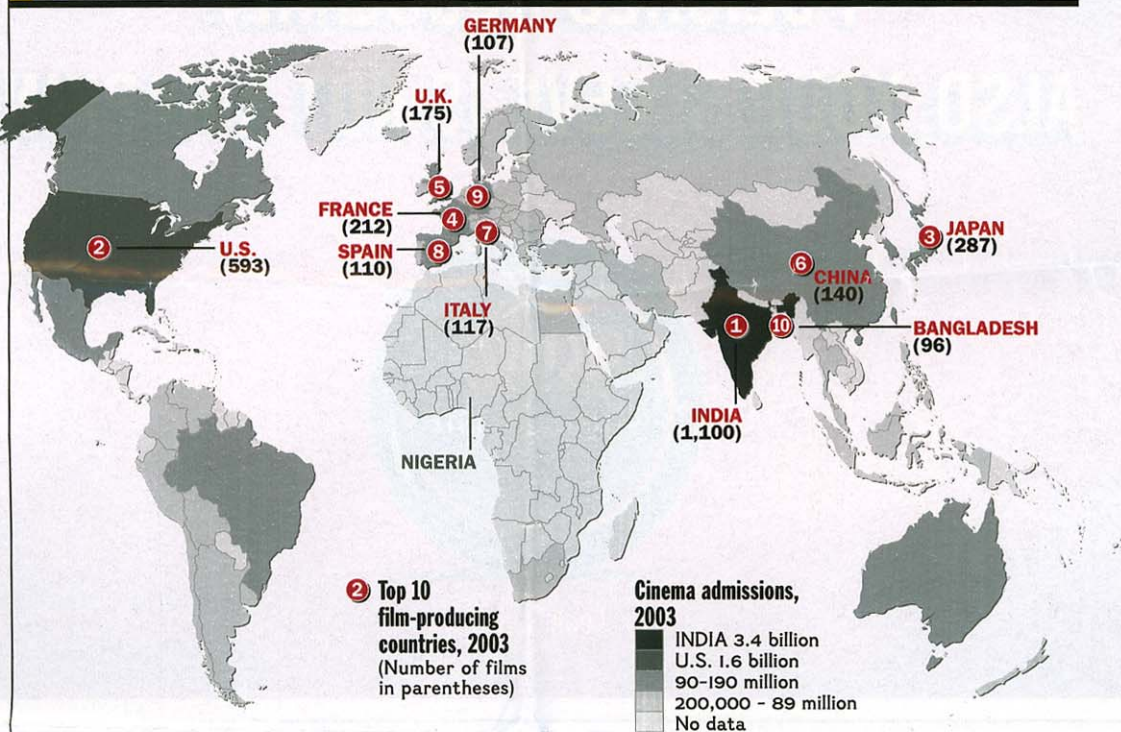 GERMANY
(107)
U.K.
(175)
5
9
FRANCE
(212)
4
7
SPAIN
(110)
8
2
U.S.
(593)
ITALY
(117)
3
JAPAN
(287)
6
CHINA
(140)
1
10
BANGLADESH
(96)
INDIA
(1,100)
NIGERIA
2 Top 10
film-producing
countries, 2003
(Number of films
in parentheses)
Cinema admissions,
2003
INDIA 3.4 billion
U.S. 1.6 billion
90-190 million
200,000 - 89 million
No data